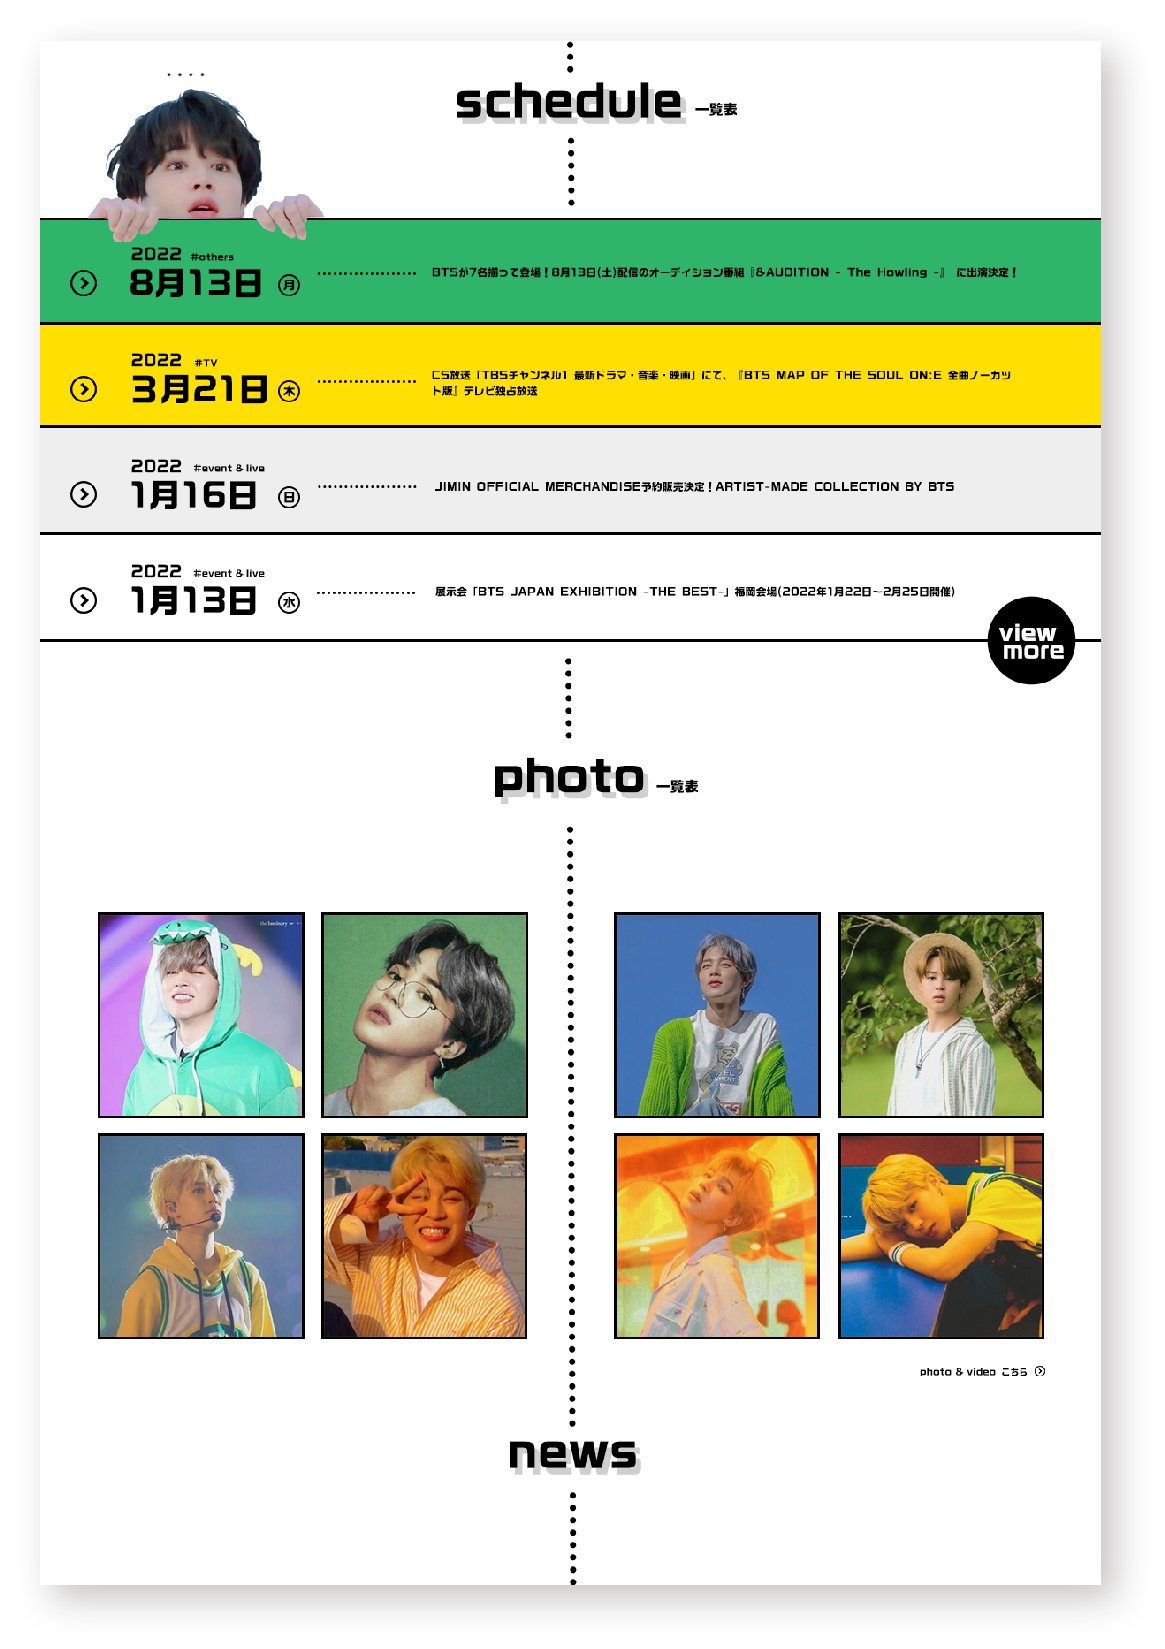 schedule 一覧表
2022 #others
8月13日 月
BTSが7名揃って登場！8月13日(土)配信のオーディション番組『&AUDITION - The Howling -』 に出演決定！
2022 #TV
3月21日 木
CS放送「TBSチャンネル1 最新ドラマ・音楽・映画」にて、『BTS MAP OF THE SOUL ON:E 全曲ノーカッ
ト版』テレビ独占放送
2022 #event & live
1月16日 日
JIMIN OFFICIAL MERCHANDISE予約販売決定！ARTIST-MADE COLLECTION BY BTS
2022 #event & live
1月13日 水
展示会「BTS JAPAN EXHIBITION -THE BEST-」福岡会場(2022年1月22日～2月25日開催)
view
more
photo 一覧表
photo & video こちら
news